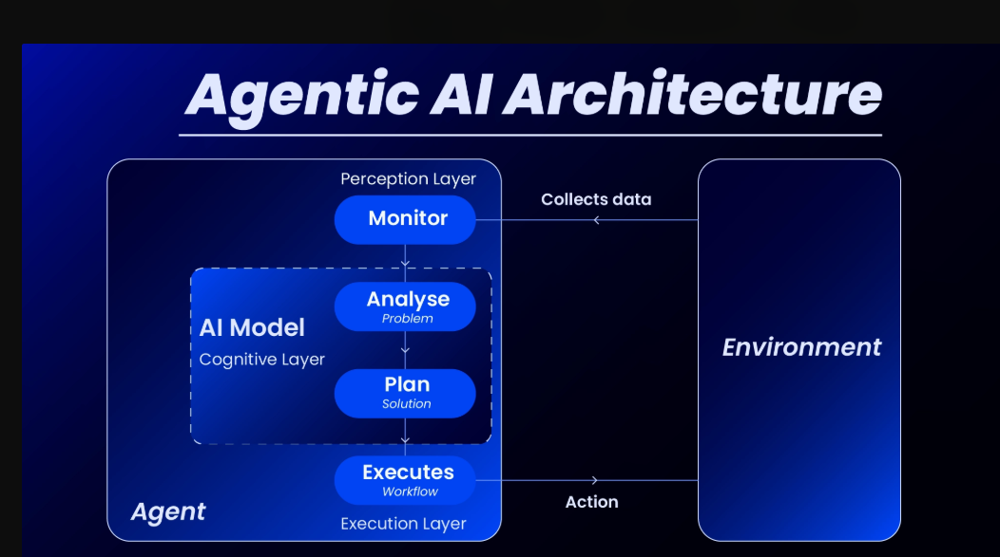 Agentic AI Architecture
Perception Layer
Monitor
Collects data
Analyse
Problem
AI Model
Cognitive Layer
Plan
Solution
Environment
Executes
Workflow
Action
Agent
Execution Layer